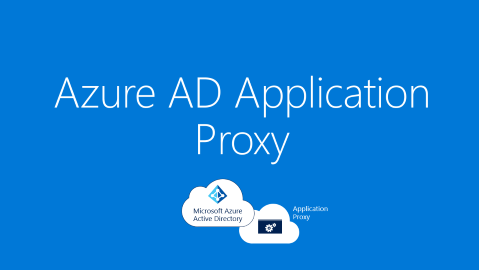 Azure AD Application
Proxy
Microsoft Azure
Active Directory
Application
Proxy